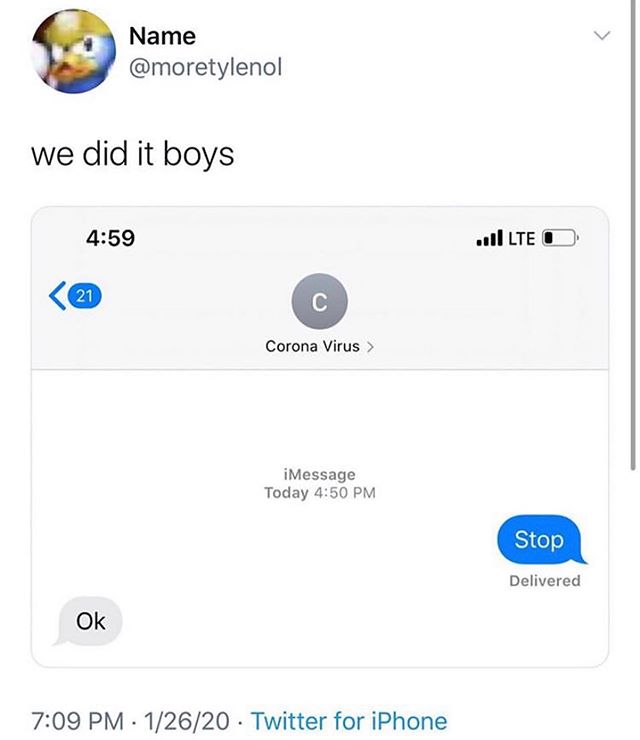 Name
@moretylenol
we did it boys
4:59
LTE
21
C
Corona Virus >
iMessage
Today 4:50 PM
Stop
Delivered
Ok
7:09 PM · 1/26/20 · Twitter for iPhone